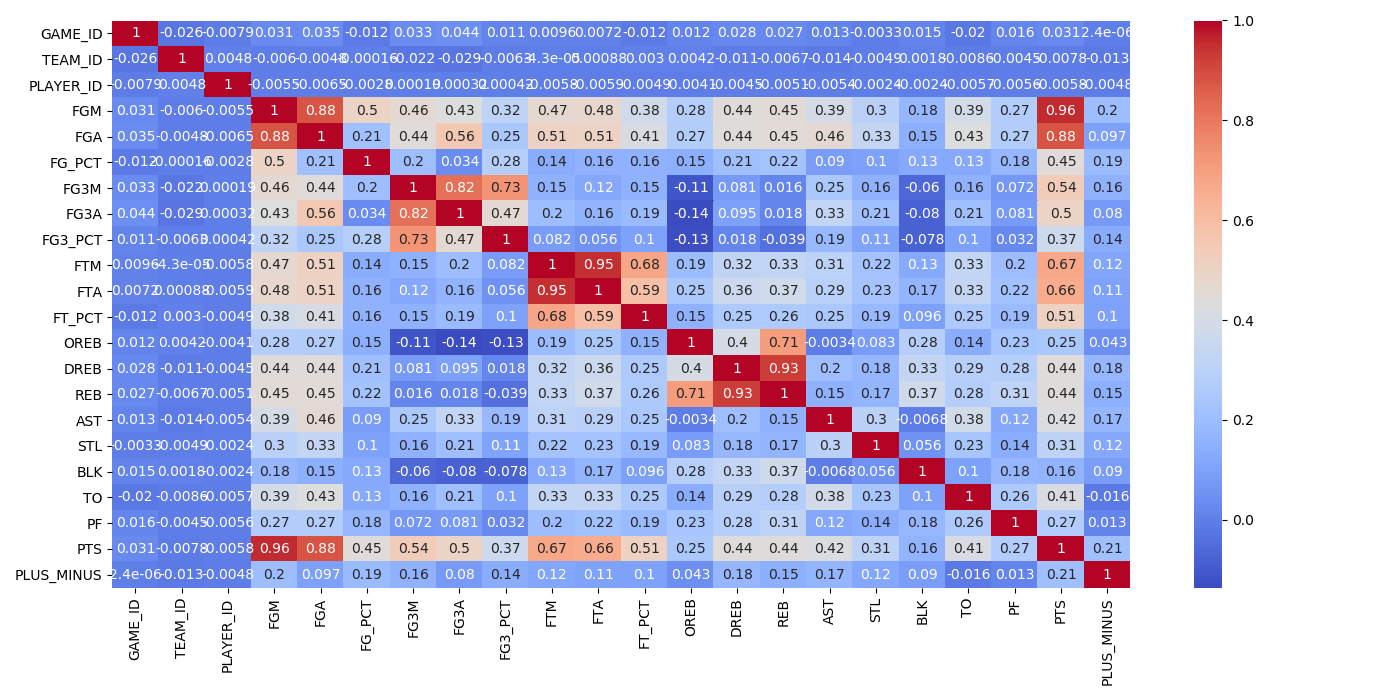 GAME_ID 1 -0.026 -0.0079 0.031 0.035 -0.012 0.033 0.044 0.011 0.0096 0.0072 -0.012 0.012 0.028 0.027 0.013 -0.0033 0.015 -0.02 0.016 0.031 2.4e-06 1.0
TEAM_ID -0.026 1 0.0048 -0.006 -0.0048 -0.022 -0.029 -0.0063 0.00088 0.003 0.0042 -0.011 -0.0067 -0.014 -0.0049 0.0018 -0.0086 -0.0045 -0.0078 -0.013
PLAYER_ID -0.0079 0.0048 1 -0.0055 -0.0065 -0.0028 -0.0058 -0.0059 -0.0049 -0.0041 -0.0045 -0.0051 -0.0054 -0.0024 -0.0024 -0.0057 -0.0056 -0.0058 -0.0048
FGM 0.031 -0.006 -0.0055 1 0.88 0.5 0.46 0.43 0.32 0.47 0.48 0.38 0.28 0.44 0.45 0.39 0.3 0.18 0.39 0.27 0.96 0.2
FGA 0.035 -0.0048 -0.0065 0.88 1 0.21 0.44 0.56 0.25 0.51 0.51 0.41 0.27 0.44 0.45 0.46 0.33 0.15 0.43 0.27 0.88 0.097 0.8
FG_PCT -0.012 -0.0028 0.5 0.21 1 0.2 0.034 0.28 0.14 0.16 0.16 0.15 0.21 0.22 0.09 0.1 0.13 0.13 0.18 0.45 0.19
FG3M 0.033 -0.022 0.46 0.44 0.2 1 0.82 0.73 0.15 0.12 0.15 -0.11 0.081 0.016 0.25 0.16 -0.06 0.16 0.072 0.54 0.16
FG3A 0.044 -0.029 0.43 0.56 0.034 0.82 1 0.47 0.2 0.16 0.19 -0.14 0.095 0.018 0.33 0.21 -0.08 0.21 0.081 0.5 0.08 0.6
FG3_PCT 0.011 -0.0063 0.32 0.25 0.28 0.73 0.47 1 0.082 0.056 0.1 -0.13 0.018 -0.039 0.19 0.11 -0.078 0.1 0.032 0.37 0.14
FTM 0.0096 -0.0058 0.47 0.51 0.14 0.15 0.2 0.082 1 0.95 0.68 0.19 0.32 0.33 0.31 0.22 0.13 0.33 0.2 0.67 0.12
FTA 0.0072 0.00088 -0.0059 0.48 0.51 0.16 0.12 0.16 0.056 0.95 1 0.59 0.25 0.36 0.37 0.29 0.23 0.17 0.33 0.22 0.66 0.11
FT_PCT -0.012 0.003 -0.0049 0.38 0.41 0.16 0.15 0.19 0.1 0.68 0.59 1 0.15 0.25 0.26 0.25 0.19 0.096 0.25 0.19 0.51 0.1 0.4
OREB 0.012 0.0042 -0.0041 0.28 0.27 0.15 -0.11 -0.14 -0.13 0.19 0.25 0.15 1 0.4 0.71 -0.0034 0.083 0.28 0.14 0.23 0.25 0.043
DREB 0.028 -0.011 -0.0045 0.44 0.44 0.21 0.081 0.095 0.018 0.32 0.36 0.25 0.4 1 0.93 0.2 0.18 0.33 0.29 0.28 0.44 0.18
REB 0.027 -0.0067 -0.0051 0.45 0.45 0.22 0.016 0.018 -0.039 0.33 0.37 0.26 0.71 0.93 1 0.15 0.17 0.37 0.28 0.31 0.44 0.15
AST 0.013 -0.014 -0.0054 0.39 0.46 0.09 0.25 0.33 0.19 0.31 0.29 0.25 -0.0034 0.2 0.15 1 0.3 -0.0068 0.38 0.12 0.42 0.17 0.2
STL -0.0033 -0.0049 -0.0024 0.3 0.33 0.1 0.16 0.21 0.11 0.22 0.23 0.19 0.083 0.18 0.17 0.3 1 0.056 0.23 0.14 0.31 0.12
BLK 0.015 0.0018 -0.0024 0.18 0.15 0.13 -0.06 -0.08 -0.078 0.13 0.17 0.096 0.28 0.33 0.37 -0.0068 0.056 1 0.1 0.18 0.16 0.09
TO -0.02 -0.0086 -0.0057 0.39 0.43 0.13 0.16 0.21 0.1 0.33 0.33 0.25 0.14 0.29 0.28 0.38 0.23 0.1 1 0.26 0.41 -0.016
PF 0.016 -0.0045 -0.0056 0.27 0.27 0.18 0.072 0.081 0.032 0.2 0.22 0.19 0.23 0.28 0.31 0.12 0.14 0.18 0.26 1 0.27 0.013 0.0
PTS 0.031 -0.0078 -0.0058 0.96 0.88 0.45 0.54 0.5 0.37 0.67 0.66 0.51 0.25 0.44 0.44 0.42 0.31 0.16 0.41 0.27 1 0.21
PLUS_MINUS 2.4e-06 -0.013 -0.0048 0.2 0.097 0.19 0.16 0.08 0.14 0.12 0.11 0.1 0.043 0.18 0.15 0.17 0.12 0.09 -0.016 0.013 0.21 1
GAME_ID TEAM_ID PLAYER_ID FGM FGA FG_PCT FG3M FG3A FG3_PCT FTM FTA FT_PCT OREB DREB REB AST STL BLK TO PF PTS PLUS_MINUS